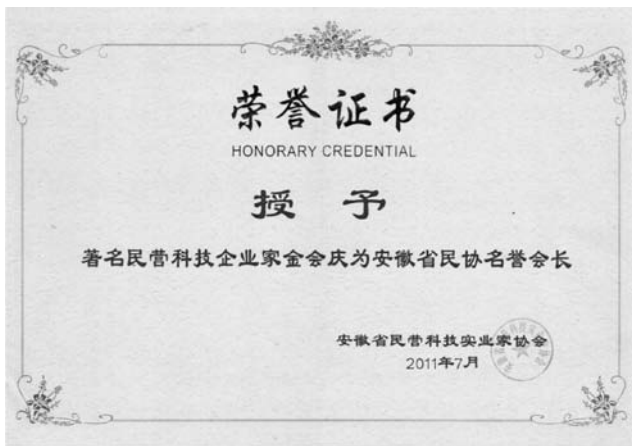 荣誉证书
HONORARY CREDENTIAL
授 予
著名民营科技企业家金会庆为安徽省民协名誉会长
安徽省民营科技实业家协会
2011年7月